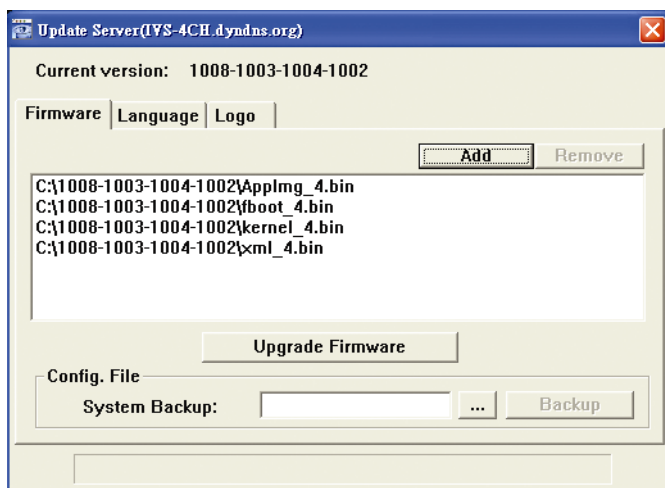 Update Server(IVS-4CH.dyndns.org)
Current version: 1008-1003-1004-1002
Firmware Language Logo
Add Remove
C:\1008-1003-1004-1002\AppImg_4.bin
C:\1008-1003-1004-1002\fboot_4.bin
C:\1008-1003-1004-1002\kernel_4.bin
C:\1008-1003-1004-1002\xml_4.bin
Upgrade Firmware
Config. File
System Backup: ... Backup